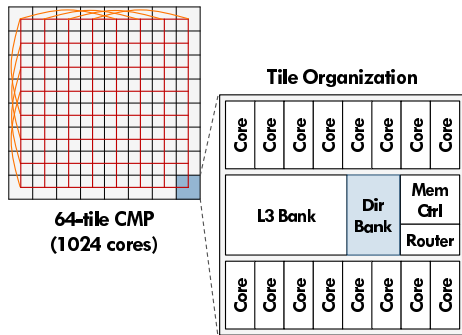 Tile Organization
Core Core Core Core Core Core Core Core
L3 Bank
Dir
Bank
Mem
Ctrl
Router
Core Core Core Core Core Core Core Core
64-tile CMP
(1024 cores)